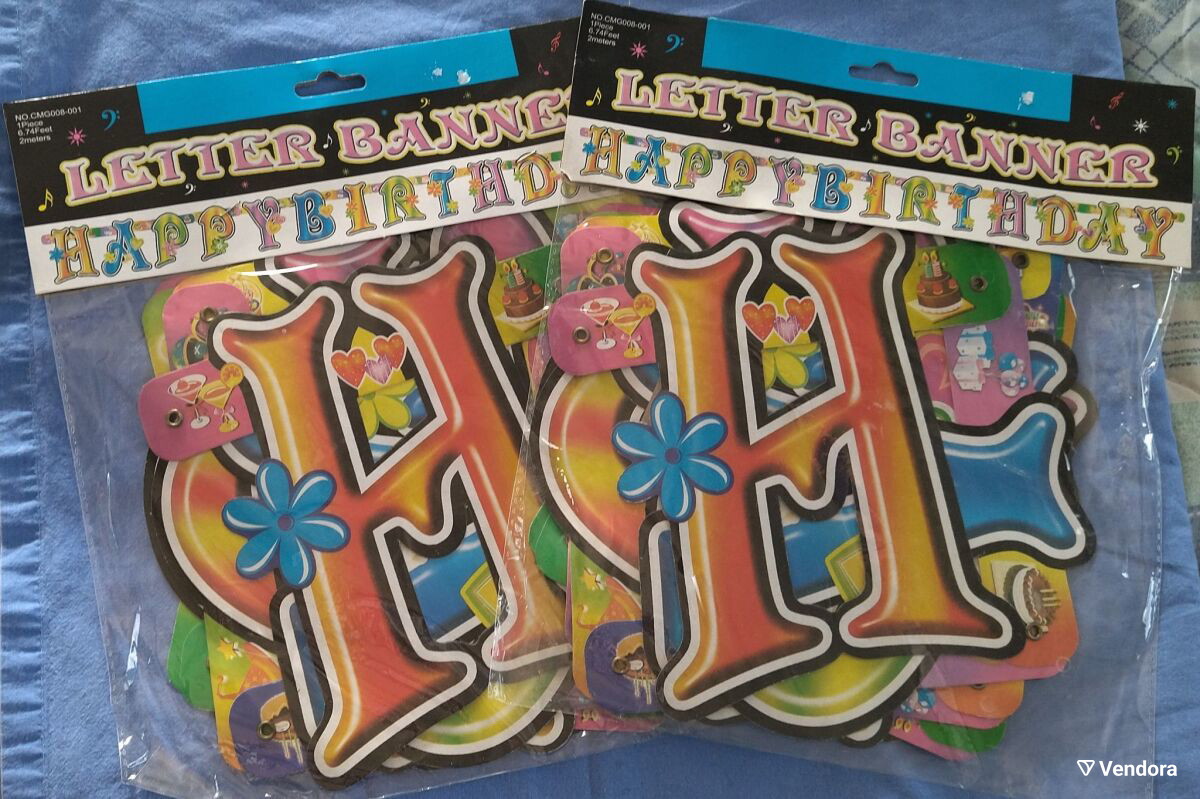 NO.CMG008-001
1Piece
6.74Feet
2meters
LETTER BANNE
HAPPYBIRTHD
NO.CMG008-001
1Piece
6.74Feet
2meters
LETTER BANNER
HAPPYBIRTHDAY
H
H
Vendora